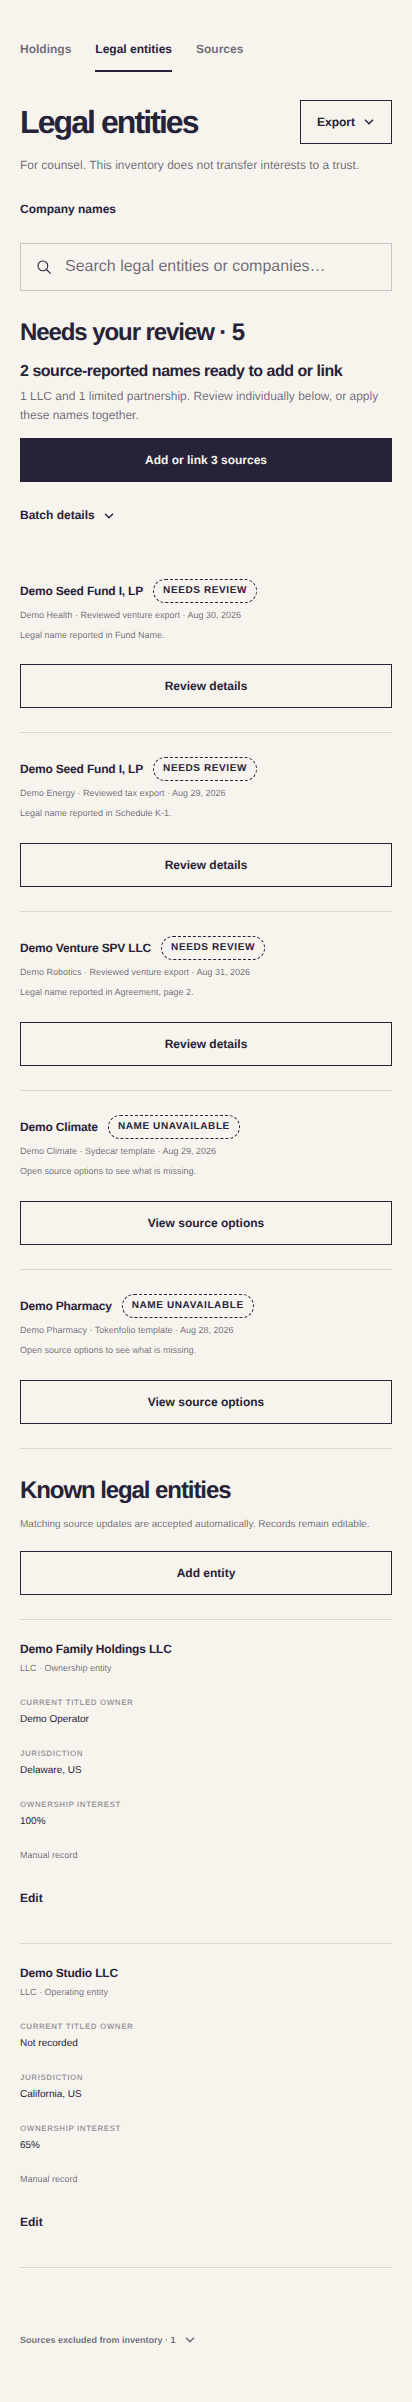 Holdings Legal entities Sources
Legal entities
Export
For counsel. This inventory does not transfer interests to a trust.
Company names
Search legal entities or companies…
Needs your review · 5
2 source-reported names ready to add or link
1 LLC and 1 limited partnership. Review individually below, or apply
these names together.
Add or link 3 sources
Batch details
Demo Seed Fund I, LP NEEDS REVIEW
Demo Health · Reviewed venture export · Aug 30, 2026
Legal name reported in Fund Name.
Review details
Demo Seed Fund I, LP NEEDS REVIEW
Demo Energy · Reviewed tax export · Aug 29, 2026
Legal name reported in Schedule K-1.
Review details
Demo Venture SPV LLC NEEDS REVIEW
Demo Robotics · Reviewed venture export · Aug 31, 2026
Legal name reported in Agreement, page 2.
Review details
Demo Climate NAME UNAVAILABLE
Demo Climate · Sydecar template · Aug 29, 2026
Open source options to see what is missing.
View source options
Demo Pharmacy NAME UNAVAILABLE
Demo Pharmacy · Tokenfolio template · Aug 28, 2026
Open source options to see what is missing.
View source options
Known legal entities
Matching source updates are accepted automatically. Records remain editable.
Add entity
Demo Family Holdings LLC
LLC · Ownership entity
CURRENT TITLED OWNER
Demo Operator
JURISDICTION
Delaware, US
OWNERSHIP INTEREST
100%
Manual record
Edit
Demo Studio LLC
LLC · Operating entity
CURRENT TITLED OWNER
Not recorded
JURISDICTION
California, US
OWNERSHIP INTEREST
65%
Manual record
Edit
Sources excluded from inventory · 1